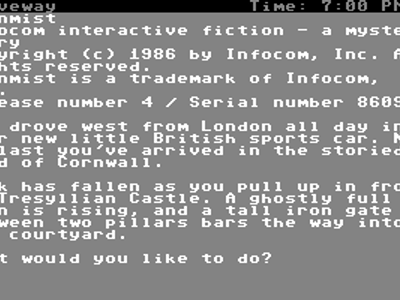 veway Time: 7:00 PM
nmist
ocom interactive fiction - a myste
ry
yright (c) 1986 by Infocom, Inc. A
hts reserved.
nmist is a trademark of Infocom,
.
ease number 4 / Serial number 8609
drove west from London all day in
r new little British sports car. N
last you've arrived in the storied
d of Cornwall.
k has fallen as you pull up in fro
Tresyllian Castle. A ghostly full
n is rising, and a tall iron gate
ween two pillars bars the way into
courtyard.
t would you like to do?